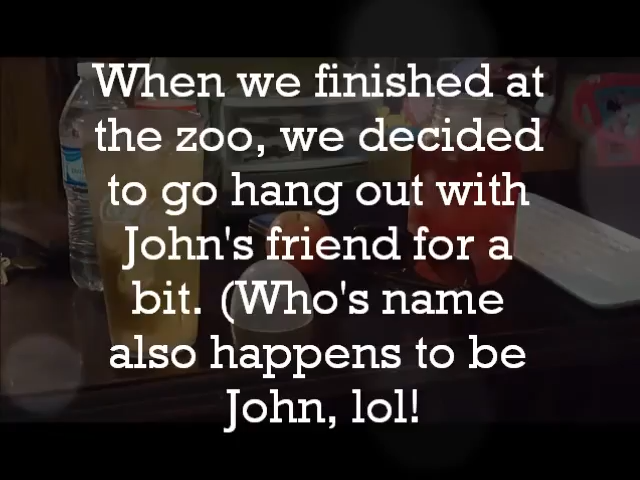 When we finished at
the zoo, we decided
to go hang out with
John's friend for a
bit. (Who's name
also happens to be
John, lol!